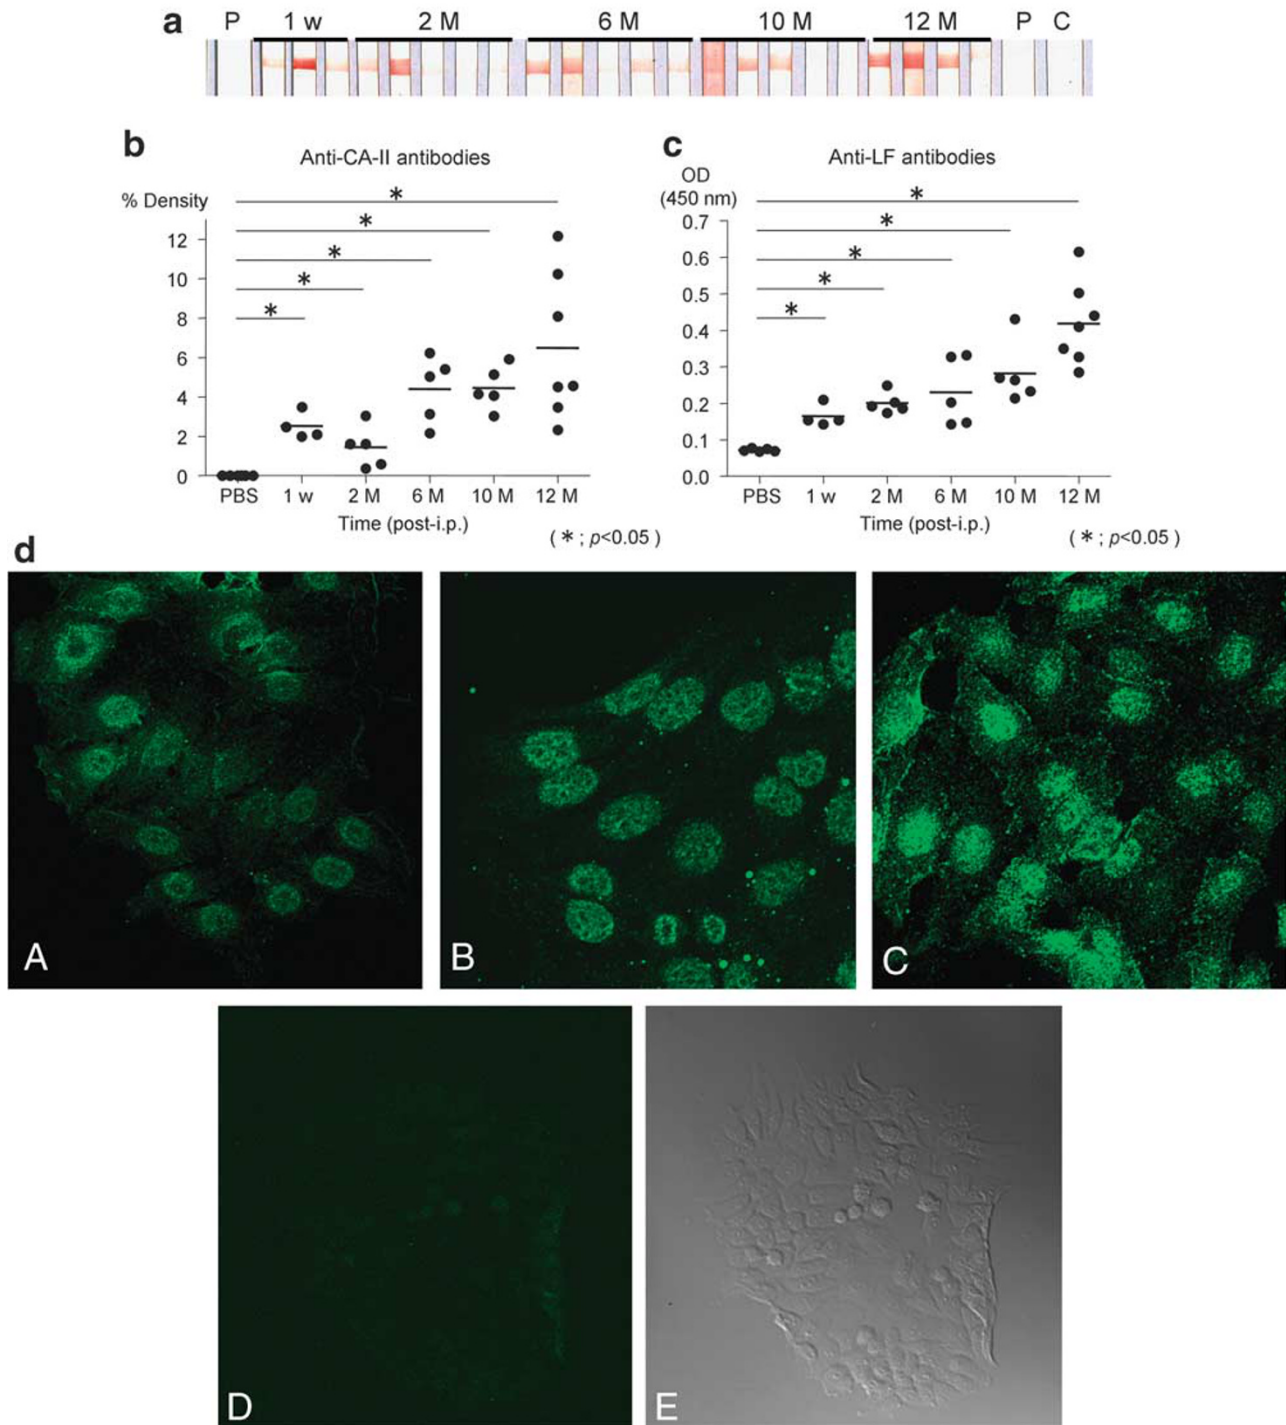 a P 1 w 2 M 6 M 10 M 12 M P C
b Anti-CA-II antibodies
% Density
* * * * *
12
10
8
6
4
2
0
PBS 1 w 2 M 6 M 10 M 12 M
Time (post-i.p.)
( * ; p<0.05 )
c Anti-LF antibodies
OD
(450 nm)
* * * * *
0.7
0.6
0.5
0.4
0.3
0.2
0.1
0.0
PBS 1 w 2 M 6 M 10 M 12 M
Time (post-i.p.)
( * ; p<0.05 )
d
A B C
D E